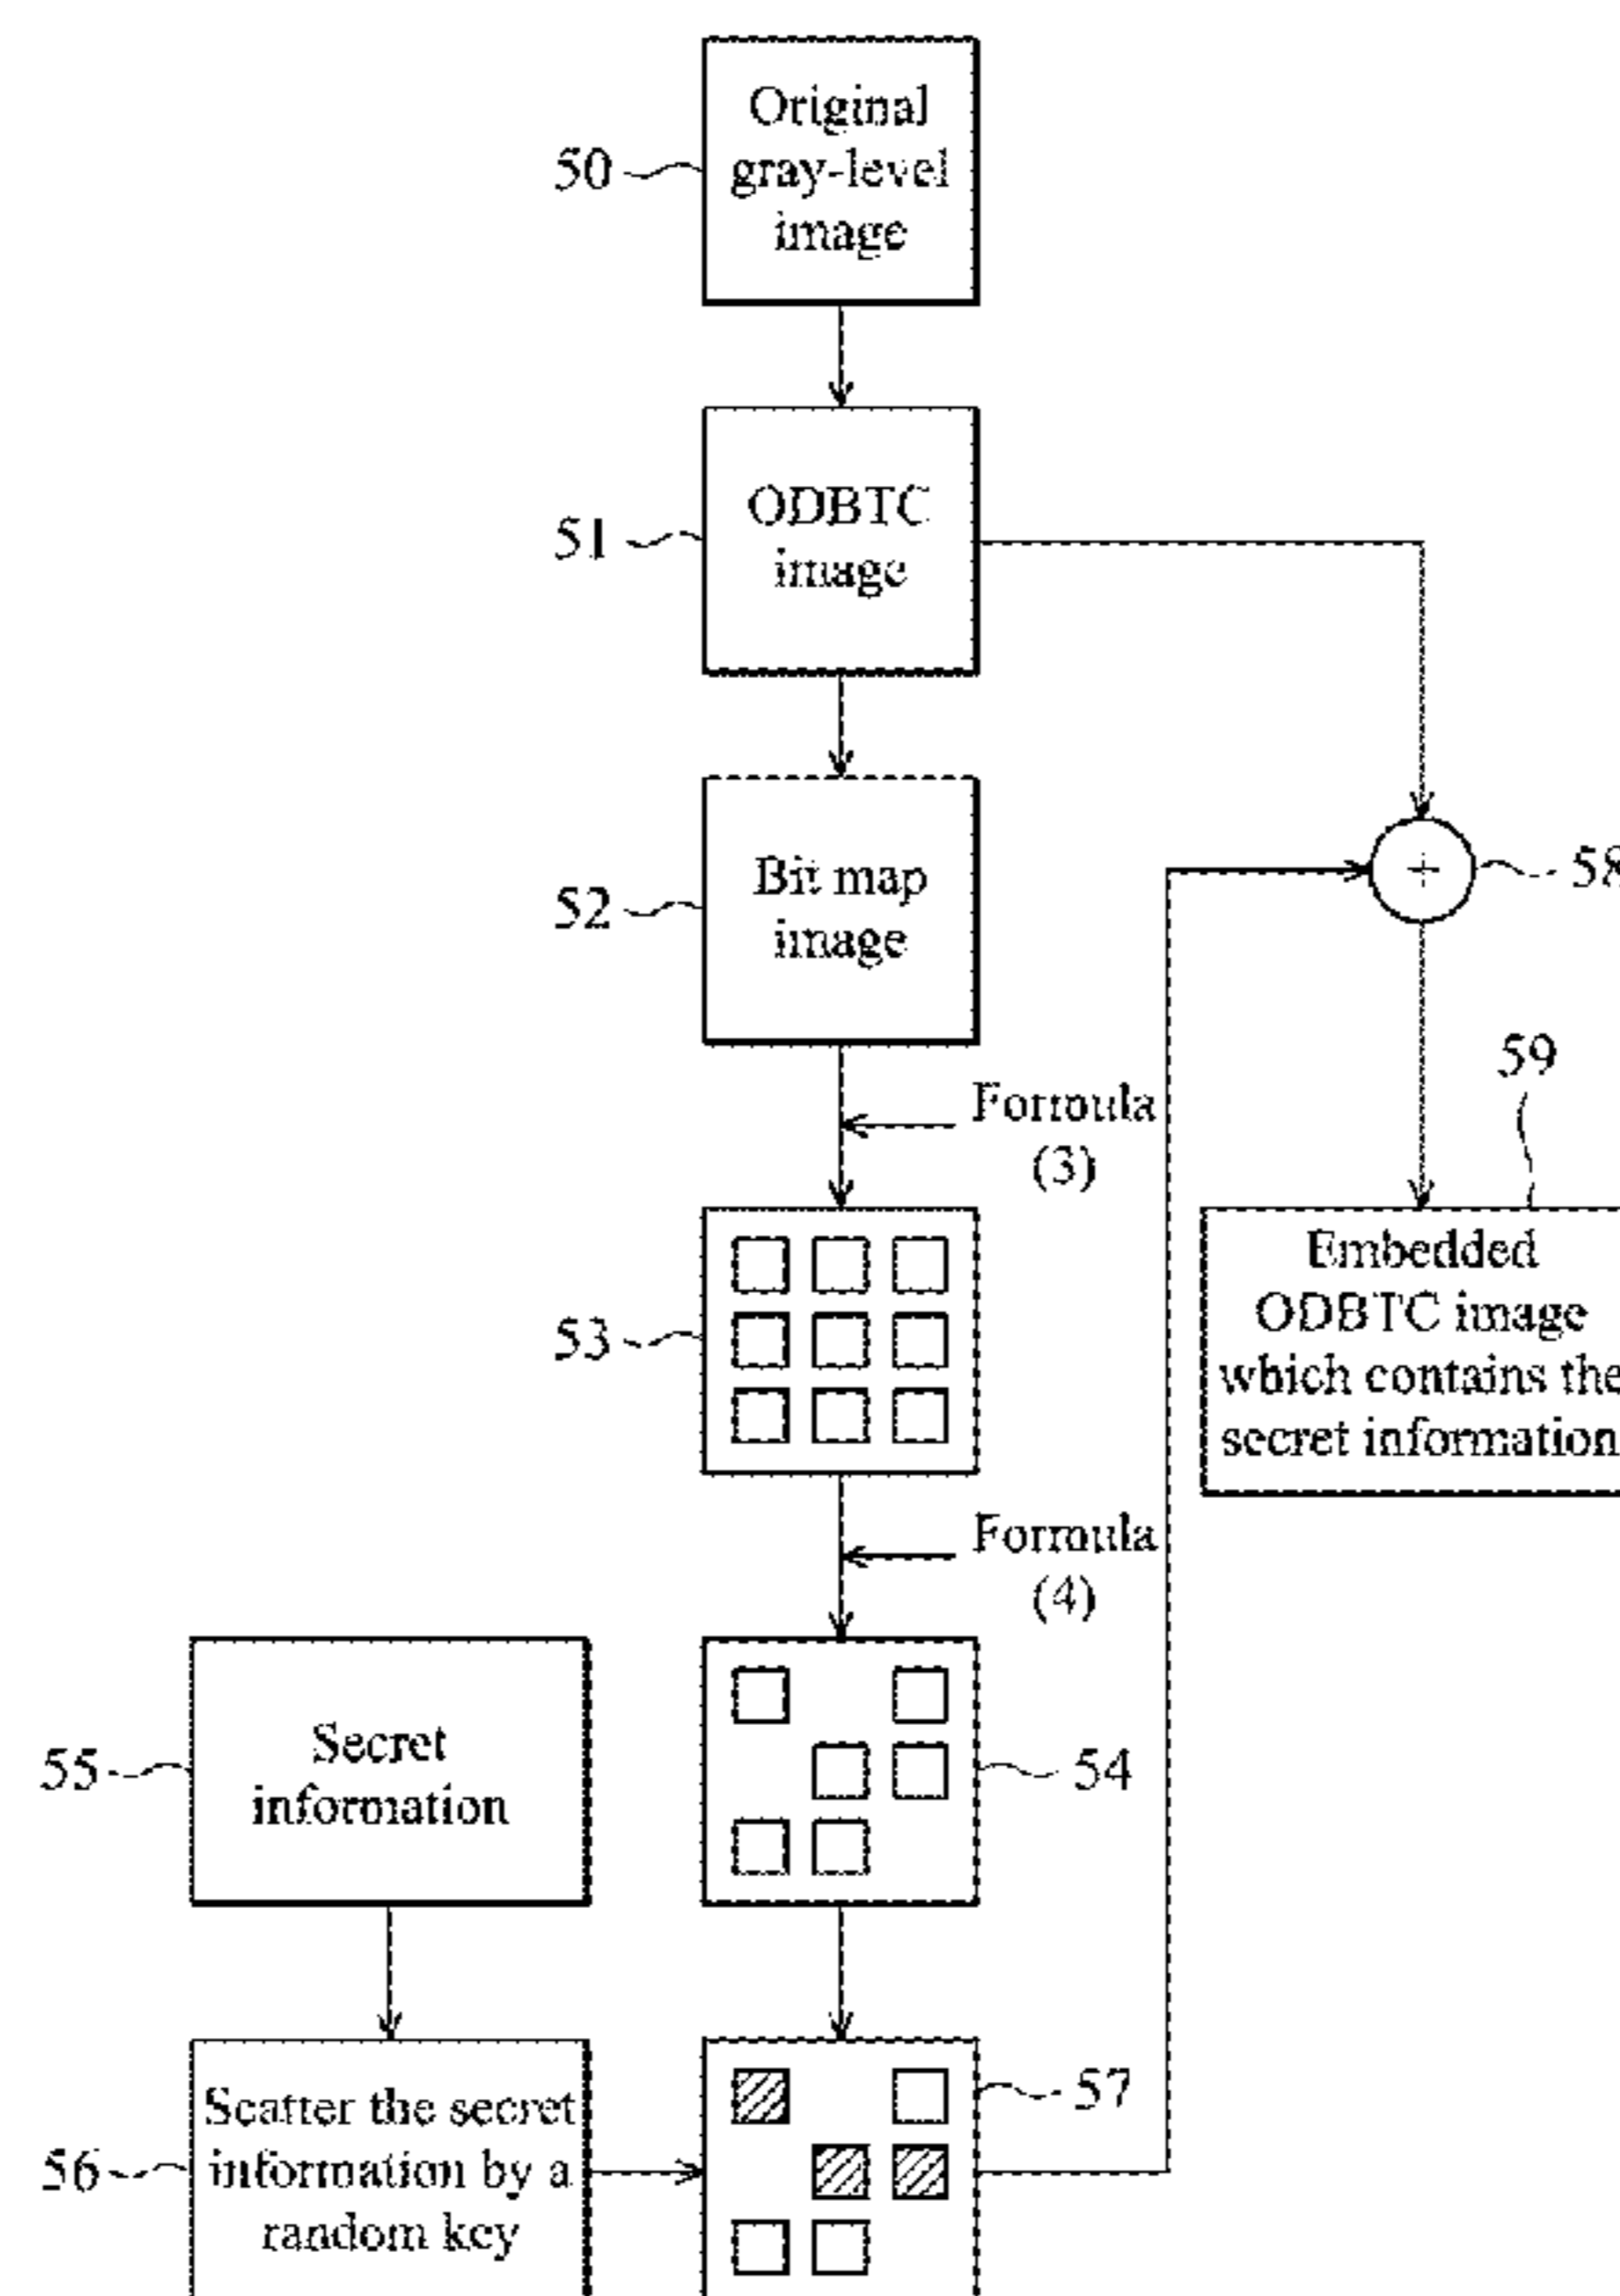 Original
50
gray-level
image
ODBTC
51
image
Bit map
52
image
58
59
Formula
(3)
Embedded
ODBTC image
53
which contains the
secret information
Formula
(4)
Secret
55
information
54
57
Scatter the secret
56
information by a
random key